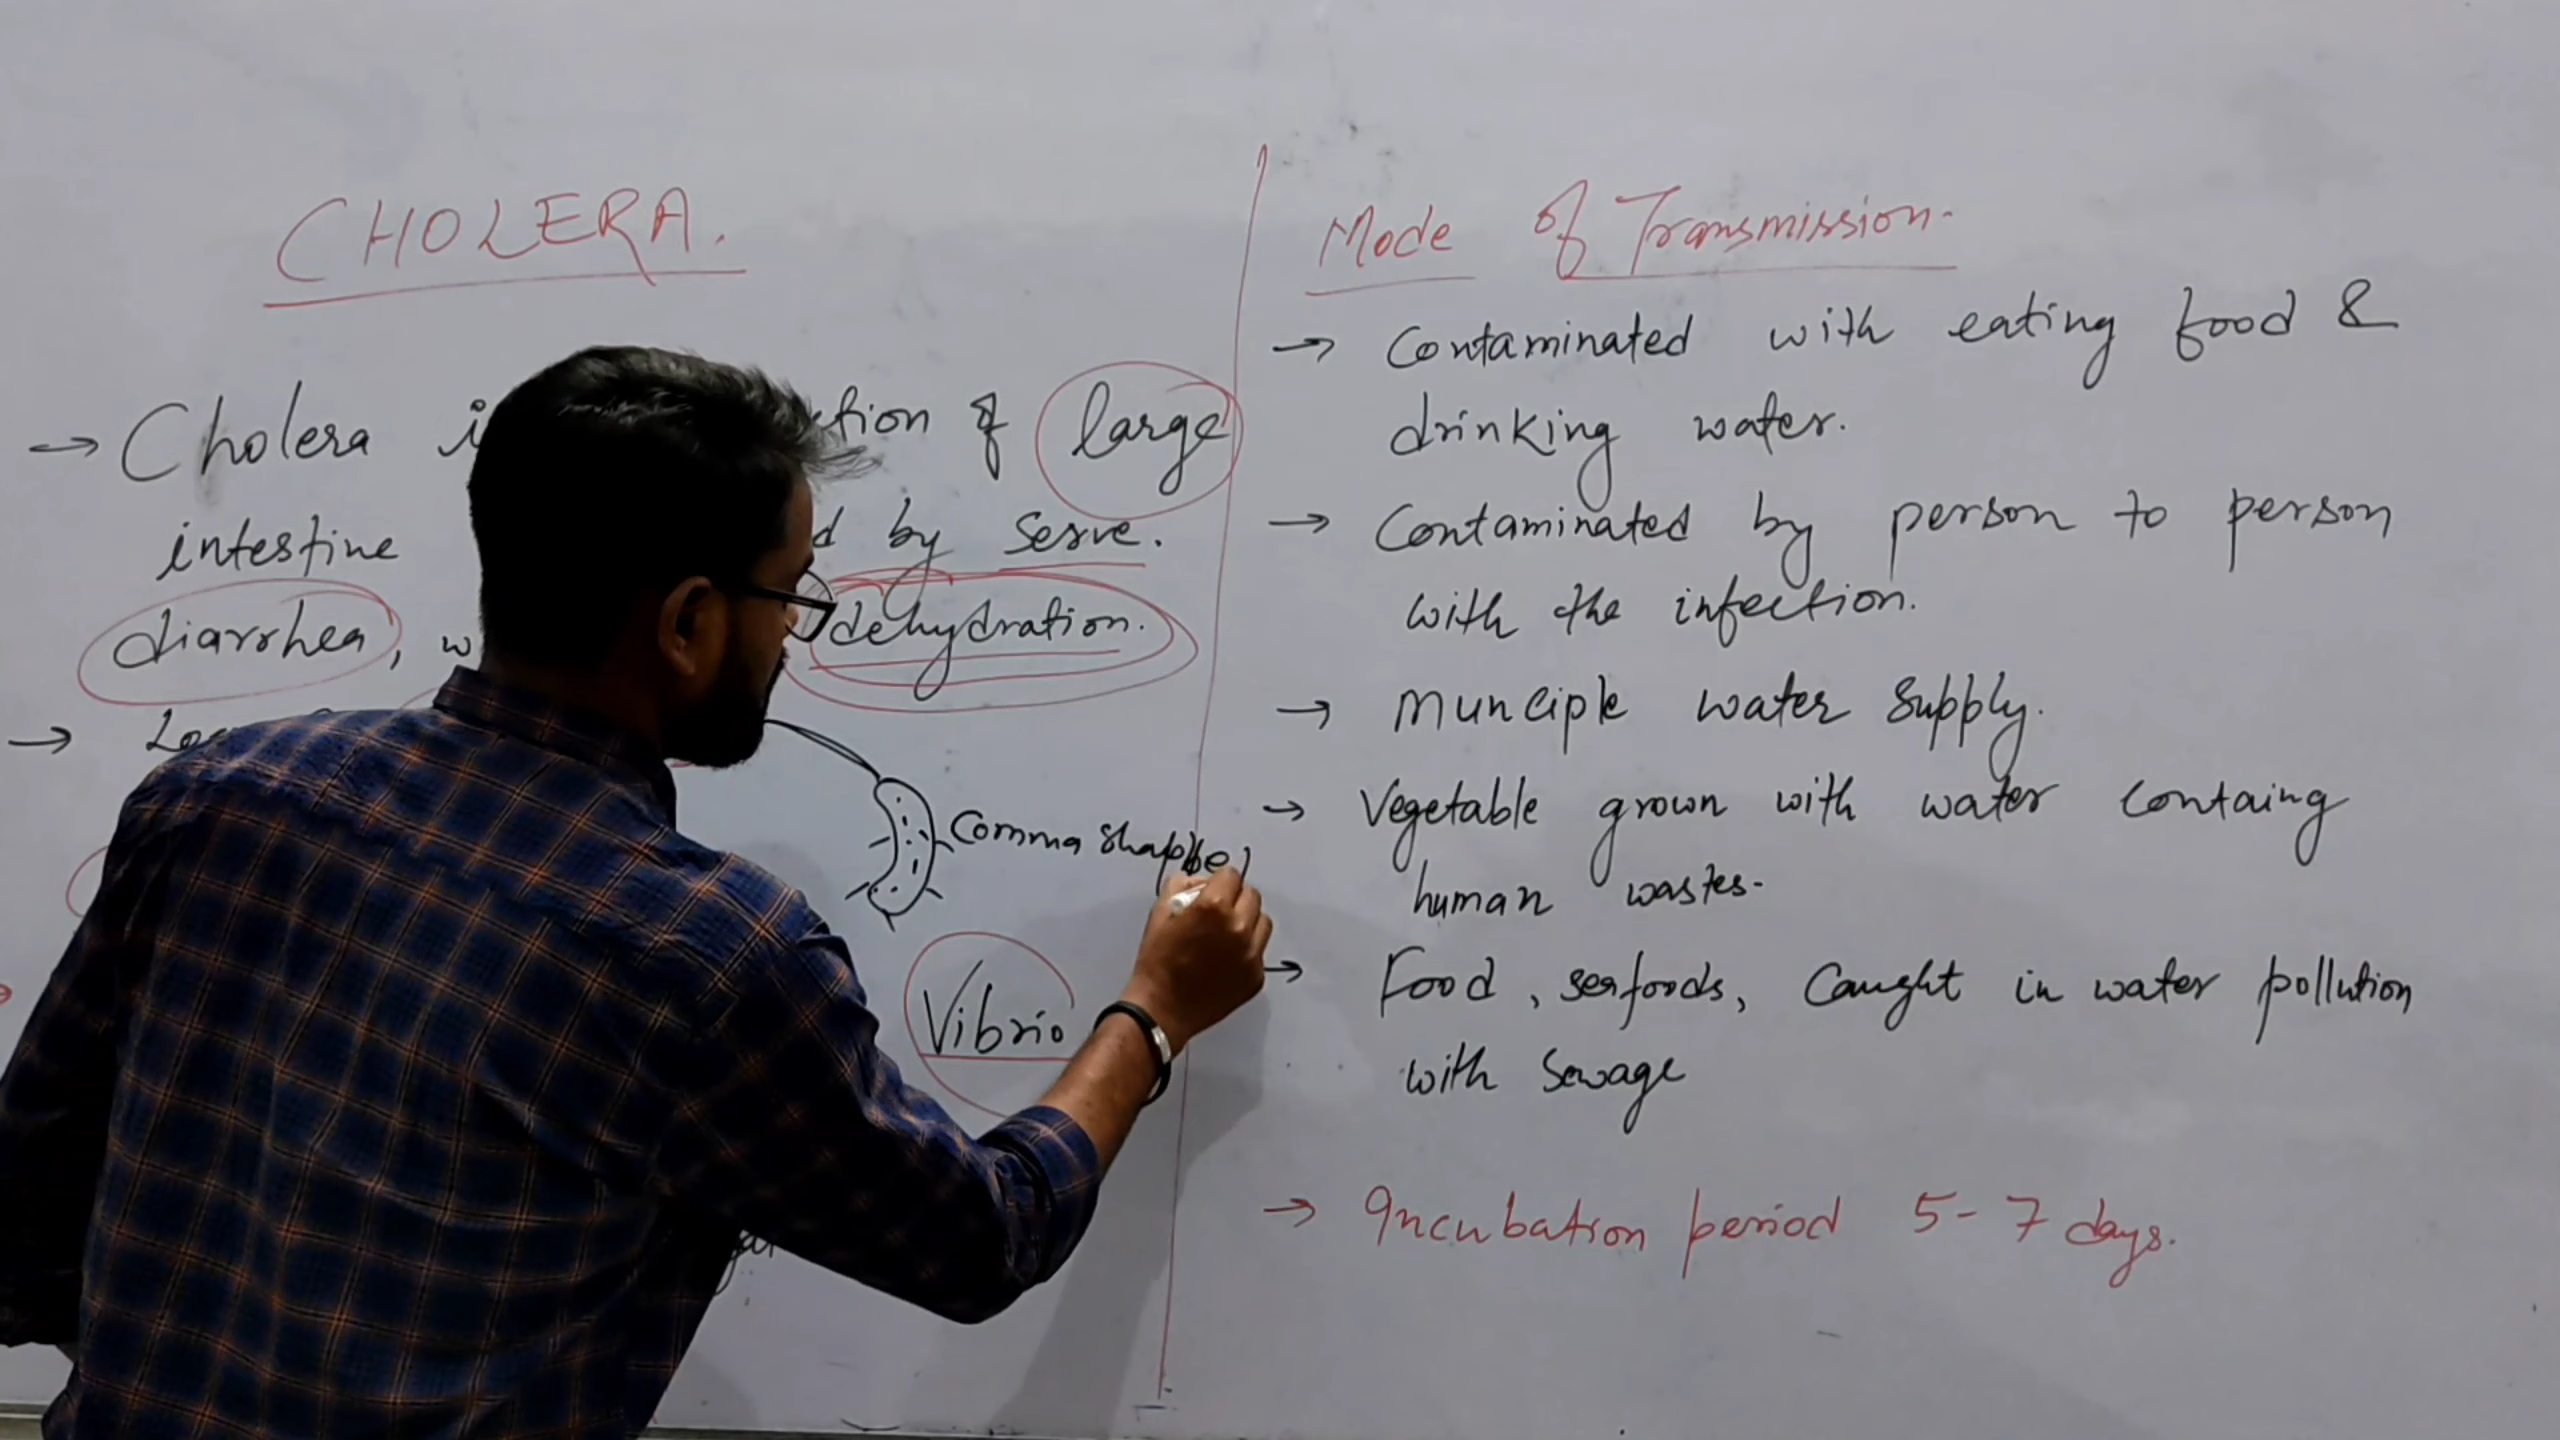 CHOLERA.
→ Cholera of large
intestine by serve.
diarrhea, dehydration.
→
Comma shap
Vibrio
Mode of Transmission.
→ Contaminated with eating food &
drinking water.
→ Contaminated by person to person
with the infection.
→ Munciple water supply.
→ Vegetable grown with water containg
human wastes.
→ Food, seafoods, Caught in water pollution
with Sewage
→ Incubation period 5-7 days.